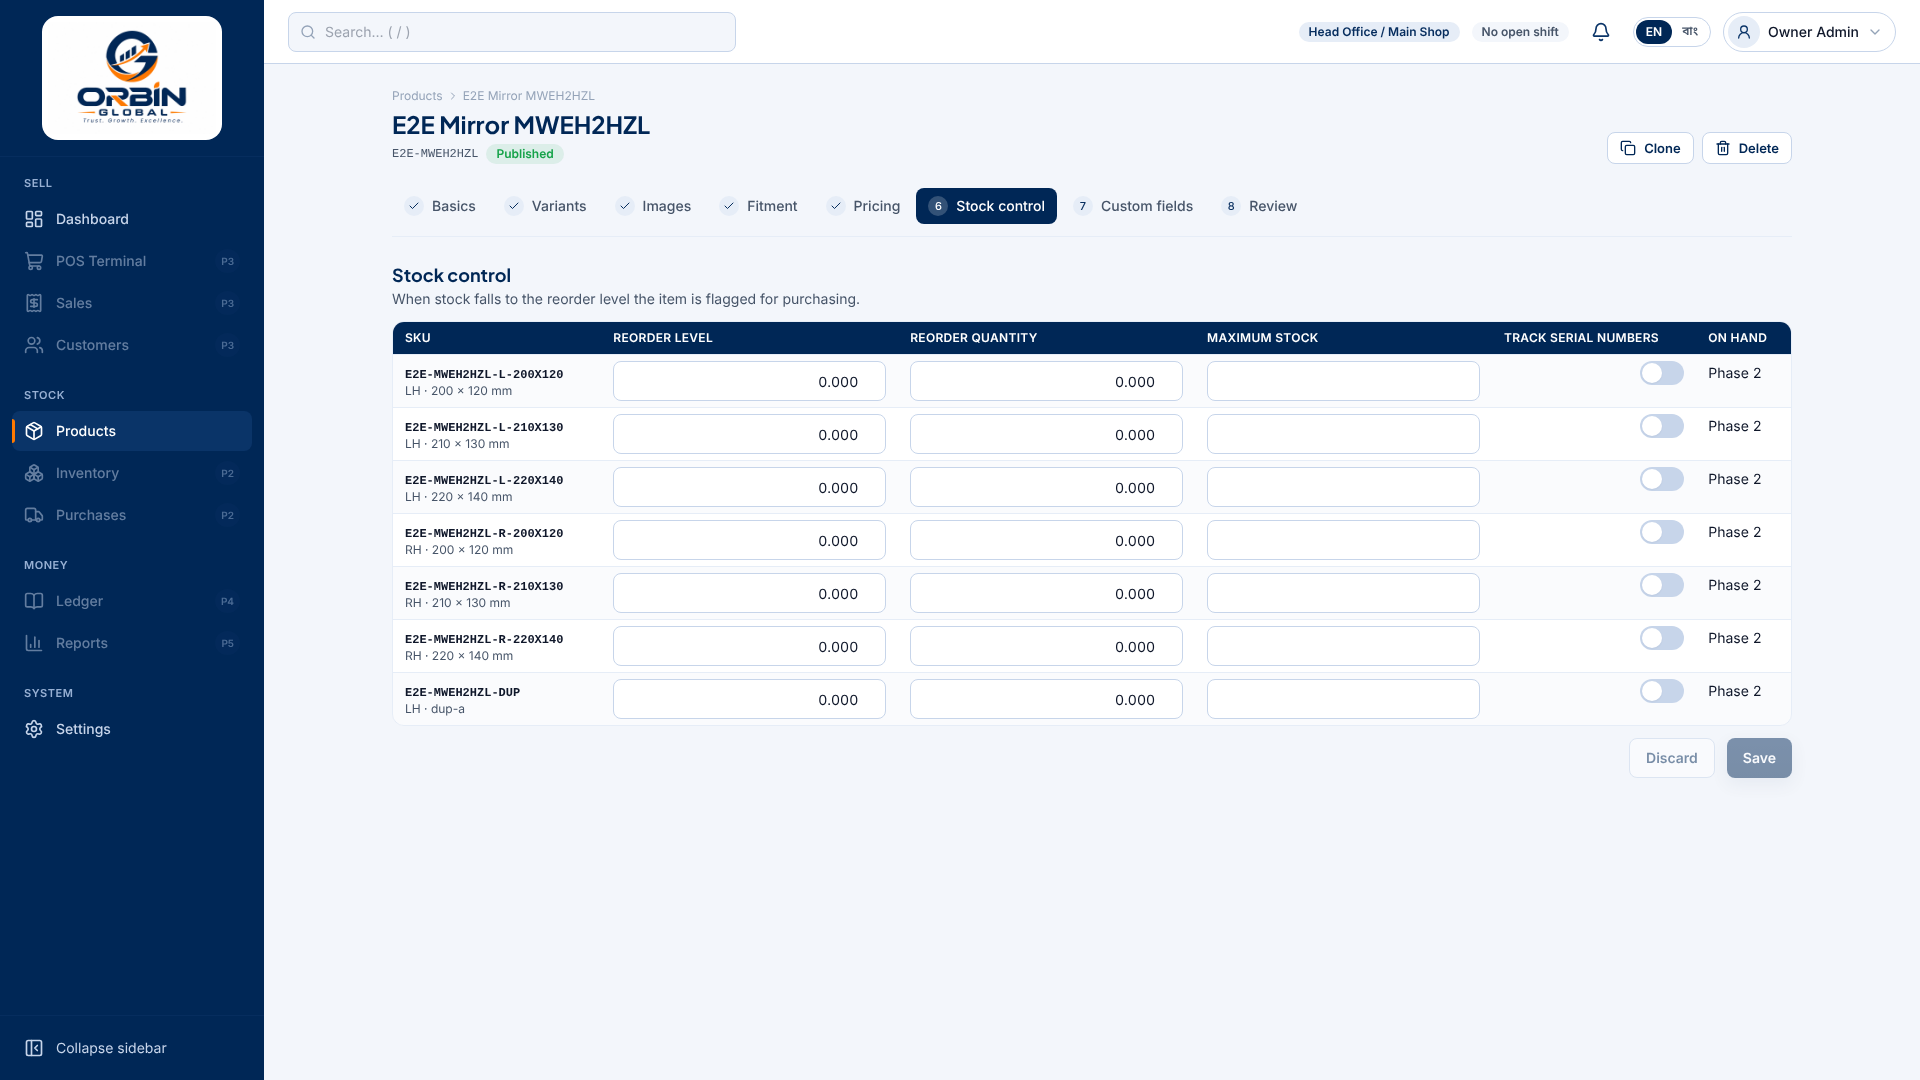 ORBIN
GLOBAL
Trust. Growth. Excellence.
Search... ( / )
Head Office / Main Shop
No open shift
EN
বাং
Owner Admin
SELL
Dashboard
POS Terminal P3
Sales P3
Customers P3
STOCK
Products
Inventory P2
Purchases P2
MONEY
Ledger P4
Reports P5
SYSTEM
Settings
Collapse sidebar
Products > E2E Mirror MWEH2HZL
E2E Mirror MWEH2HZL
E2E-MWEH2HZL Published
Clone Delete
Basics Variants Images Fitment Pricing 6 Stock control 7 Custom fields 8 Review
Stock control
When stock falls to the reorder level the item is flagged for purchasing.
SKU REORDER LEVEL REORDER QUANTITY MAXIMUM STOCK TRACK SERIAL NUMBERS ON HAND
E2E-MWEH2HZL-L-200X120 0.000 0.000 Phase 2
LH · 200 × 120 mm
E2E-MWEH2HZL-L-210X130 0.000 0.000 Phase 2
LH · 210 × 130 mm
E2E-MWEH2HZL-L-220X140 0.000 0.000 Phase 2
LH · 220 × 140 mm
E2E-MWEH2HZL-R-200X120 0.000 0.000 Phase 2
RH · 200 × 120 mm
E2E-MWEH2HZL-R-210X130 0.000 0.000 Phase 2
RH · 210 × 130 mm
E2E-MWEH2HZL-R-220X140 0.000 0.000 Phase 2
RH · 220 × 140 mm
E2E-MWEH2HZL-DUP 0.000 0.000 Phase 2
LH · dup-a
Discard Save